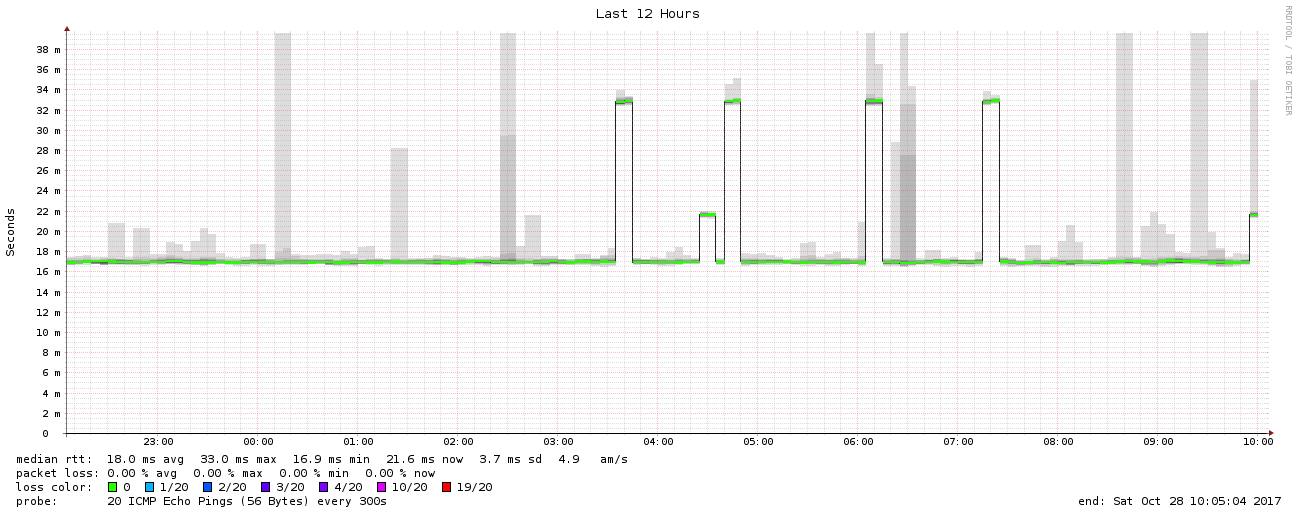 Last 12 Hours
RRDTOOL / TOBI OETIKER
Seconds
38 m
36 m
34 m
32 m
30 m
28 m
26 m
24 m
22 m
20 m
18 m
16 m
14 m
12 m
10 m
8 m
6 m
4 m
2 m
0
23:00 00:00 01:00 02:00 03:00 04:00 05:00 06:00 07:00 08:00 09:00 10:00
median rtt: 18.0 ms avg 33.0 ms max 16.9 ms min 21.6 ms now 3.7 ms sd 4.9 am/s
packet loss: 0.00 % avg 0.00 % max 0.00 % min 0.00 % now
loss color: 0 1/20 2/20 3/20 4/20 10/20 19/20
probe: 20 ICMP Echo Pings (56 Bytes) every 300s end: Sat Oct 28 10:05:04 2017